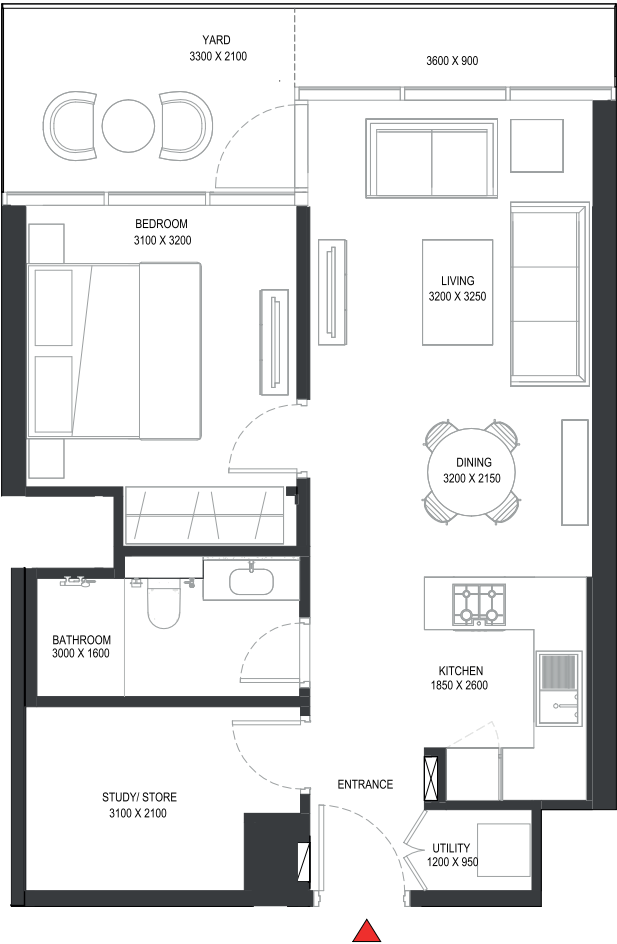 YARD
3300 X 2100
3600 X 900
BEDROOM
3100 X 3200
LIVING
3200 X 3250
DINING
3200 X 2150
BATHROOM
3000 X 1600
KITCHEN
1850 X 2600
STUDY/ STORE
3100 X 2100
ENTRANCE
UTILITY
1200 X 950